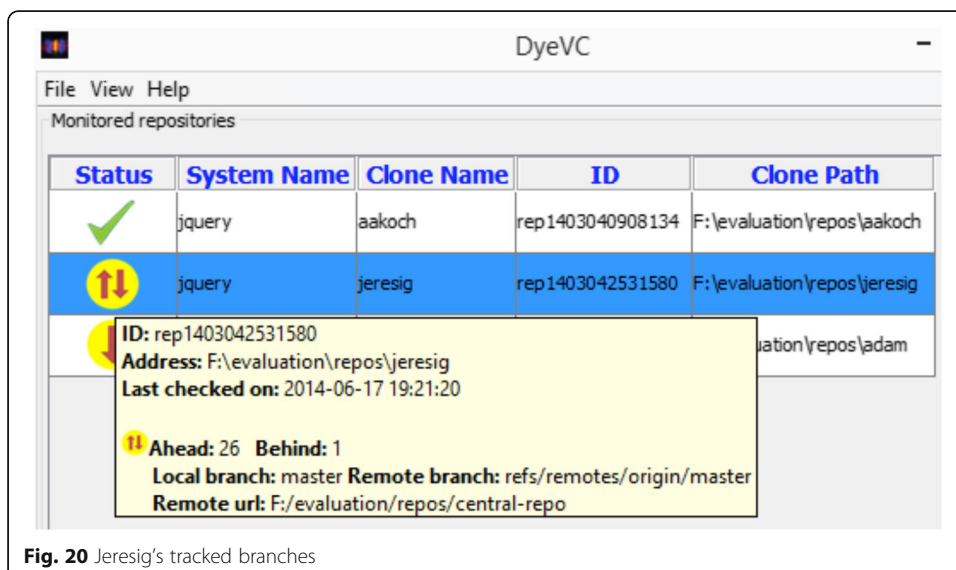 DyeVC
File View Help
Monitored repositories
Status System Name Clone Name ID Clone Path
jquery aakoch rep1403040908134 F:\evaluation\repos\aakoch
jquery jeresig rep1403042531580 F:\evaluation\repos\jeresig
uation\repos\adam
ID: rep1403042531580
Address: F:\evaluation\repos\jeresig
Last checked on: 2014-06-17 19:21:20
Ahead: 26 Behind: 1
Local branch: master Remote branch: refs/remotes/origin/master
Remote url: F:/evaluation/repos/central-repo
Fig. 20 Jeresig's tracked branches